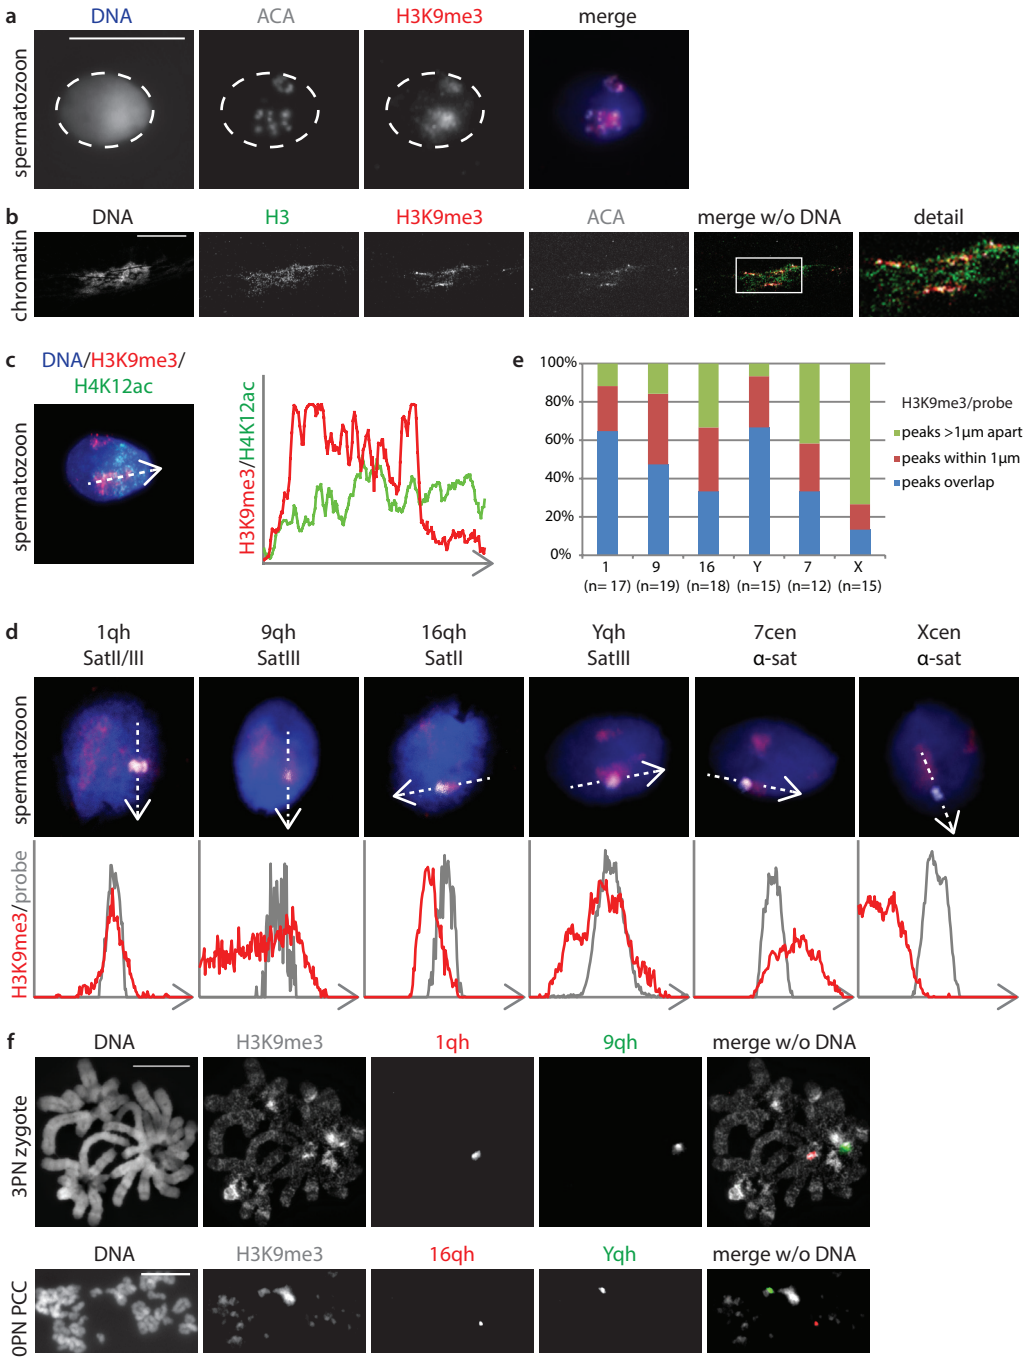 a
DNA
ACA
H3K9me3
merge
spermatozoon
b
DNA
H3
H3K9me3
ACA
merge w/o DNA
detail
chromatin
c
DNA/H3K9me3/
H4K12ac
spermatozoon
H3K9me3/H4K12ac
e
100%
80%
60%
40%
20%
0%
1
9
16
Y
7
X
(n= 17)
(n=19)
(n=18)
(n=15)
(n=12)
(n=15)
H3K9me3/probe
peaks >1µm apart
peaks within 1µm
peaks overlap
d
1qh
SatII/III
9qh
SatIII
16qh
SatII
Yqh
SatIII
7cen
α-sat
Xcen
α-sat
spermatozoon
H3K9me3/probe
f
DNA
H3K9me3
1qh
9qh
merge w/o DNA
3PN zygote
DNA
H3K9me3
16qh
Yqh
merge w/o DNA
0PN PCC